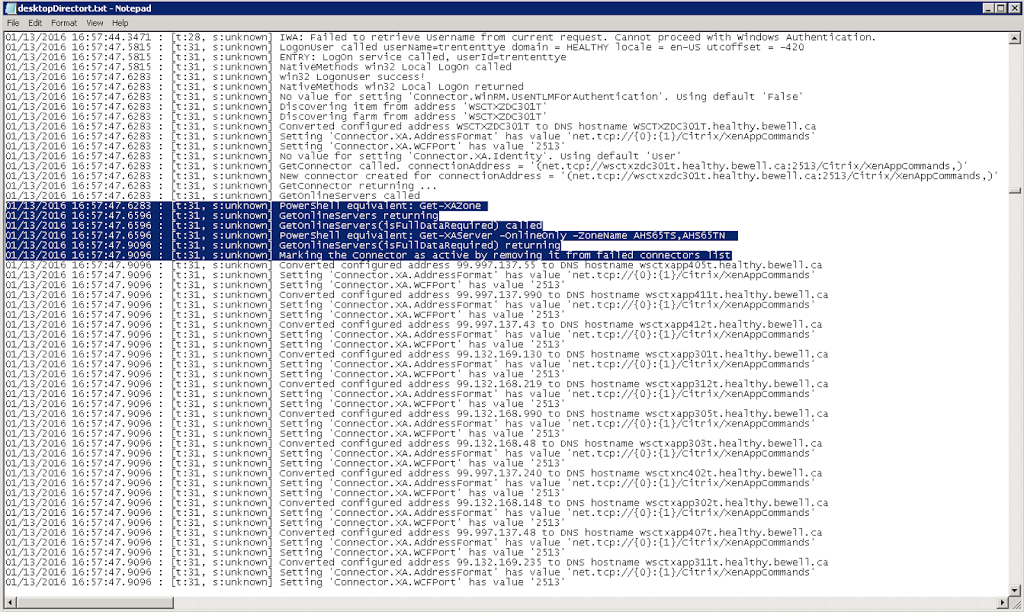 desktopDirectort.txt - Notepad
File Edit Format View Help
01/13/2016 16:57:44.3471 : [t:28, s:unknown] IWA: Failed to retrieve Username from current request. Cannot proceed with Windows Authentication.
01/13/2016 16:57:47.5815 : [t:31, s:unknown] LogonUser called userName=trententtye domain = HEALTHY locale = en-US utcoffset = -420
01/13/2016 16:57:47.5815 : [t:31, s:unknown] ENTRY: LogOn service called, userId=trententtye
01/13/2016 16:57:47.5815 : [t:31, s:unknown] NativeMethods win32 Local Logon called
01/13/2016 16:57:47.6283 : [t:31, s:unknown] win32 Logonuser success!
01/13/2016 16:57:47.6283 : [t:31, s:unknown] NativeMethods win32 Local LogOn returned
01/13/2016 16:57:47.6283 : [t:31, s:unknown] No value for setting 'Connector.WinRM.UseNTLMForAuthentication'. Using default 'False'
01/13/2016 16:57:47.6283 : [t:31, s:unknown] Discovering item from address 'WSCTXZDC301T'
01/13/2016 16:57:47.6283 : [t:31, s:unknown] Discovering farm from address 'WSCTXZDC301T'
01/13/2016 16:57:47.6283 : [t:31, s:unknown] Converted configured address WSCTXZDC301T to DNS hostname WSCTXZDC301T.healthy.bewell.ca
01/13/2016 16:57:47.6283 : [t:31, s:unknown] Setting 'Connector.XA.AddressFormat' has value 'net.tcp://{0}:{1}/Citrix/XenAppCommands'
01/13/2016 16:57:47.6283 : [t:31, s:unknown] Setting 'Connector.XA.WCFPort' has value '2513'
01/13/2016 16:57:47.6283 : [t:31, s:unknown] No value for setting 'Connector.XA.Identity'. Using default 'User'
01/13/2016 16:57:47.6283 : [t:31, s:unknown] GetConnector called. connectionAddress = '(net.tcp://wsctxzdc301t.healthy.bewell.ca:2513/Citrix/XenAppCommands,)'
01/13/2016 16:57:47.6283 : [t:31, s:unknown] New connector created for connectionAddress = '(net.tcp://wsctxzdc301t.healthy.bewell.ca:2513/Citrix/XenAppCommands,)'
01/13/2016 16:57:47.6283 : [t:31, s:unknown] GetConnector returning ...
01/13/2016 16:57:47.6283 : [t:31, s:unknown] GetOnlineServers called
01/13/2016 16:57:47.6283 : [t:31, s:unknown] PowerShell equivalent: Get-XAZone
01/13/2016 16:57:47.6596 : [t:31, s:unknown] GetOnlineServers returning
01/13/2016 16:57:47.6596 : [t:31, s:unknown] GetOnlineServers(isFullDataRequired) called
01/13/2016 16:57:47.6596 : [t:31, s:unknown] PowerShell equivalent: Get-XAServer -OnlineOnly -ZoneName AHS65TS,AHS65TN
01/13/2016 16:57:47.9096 : [t:31, s:unknown] GetOnlineServers(isFullDataRequired) returning
01/13/2016 16:57:47.9096 : [t:31, s:unknown] Marking the Connector as active by removing it from failed connectors list
01/13/2016 16:57:47.9096 : [t:31, s:unknown] Converted configured address 99.997.137.55 to DNS hostname wsctxapp405t.healthy.bewell.ca
01/13/2016 16:57:47.9096 : [t:31, s:unknown] Setting 'Connector.XA.AddressFormat' has value 'net.tcp://{0}:{1}/Citrix/XenAppCommands'
01/13/2016 16:57:47.9096 : [t:31, s:unknown] Setting 'Connector.XA.WCFPort' has value '2513'
01/13/2016 16:57:47.9096 : [t:31, s:unknown] Converted configured address 99.997.137.990 to DNS hostname wsctxapp411t.healthy.bewell.ca
01/13/2016 16:57:47.9096 : [t:31, s:unknown] Setting 'Connector.XA.AddressFormat' has value 'net.tcp://{0}:{1}/Citrix/XenAppCommands'
01/13/2016 16:57:47.9096 : [t:31, s:unknown] Setting 'Connector.XA.WCFPort' has value '2513'
01/13/2016 16:57:47.9096 : [t:31, s:unknown] Converted configured address 99.997.137.43 to DNS hostname wsctxapp412t.healthy.bewell.ca
01/13/2016 16:57:47.9096 : [t:31, s:unknown] Setting 'Connector.XA.AddressFormat' has value 'net.tcp://{0}:{1}/Citrix/XenAppCommands'
01/13/2016 16:57:47.9096 : [t:31, s:unknown] Setting 'Connector.XA.WCFPort' has value '2513'
01/13/2016 16:57:47.9096 : [t:31, s:unknown] Converted configured address 99.132.169.130 to DNS hostname wsctxapp301t.healthy.bewell.ca
01/13/2016 16:57:47.9096 : [t:31, s:unknown] Setting 'Connector.XA.AddressFormat' has value 'net.tcp://{0}:{1}/Citrix/XenAppCommands'
01/13/2016 16:57:47.9096 : [t:31, s:unknown] Setting 'Connector.XA.WCFPort' has value '2513'
01/13/2016 16:57:47.9096 : [t:31, s:unknown] Converted configured address 99.132.168.219 to DNS hostname wsctxapp312t.healthy.bewell.ca
01/13/2016 16:57:47.9096 : [t:31, s:unknown] Setting 'Connector.XA.AddressFormat' has value 'net.tcp://{0}:{1}/Citrix/XenAppCommands'
01/13/2016 16:57:47.9096 : [t:31, s:unknown] Setting 'Connector.XA.WCFPort' has value '2513'
01/13/2016 16:57:47.9096 : [t:31, s:unknown] Converted configured address 99.132.168.990 to DNS hostname wsctxapp305t.healthy.bewell.ca
01/13/2016 16:57:47.9096 : [t:31, s:unknown] Setting 'Connector.XA.AddressFormat' has value 'net.tcp://{0}:{1}/Citrix/XenAppCommands'
01/13/2016 16:57:47.9096 : [t:31, s:unknown] Setting 'Connector.XA.WCFPort' has value '2513'
01/13/2016 16:57:47.9096 : [t:31, s:unknown] Converted configured address 99.132.168.48 to DNS hostname wsctxapp303t.healthy.bewell.ca
01/13/2016 16:57:47.9096 : [t:31, s:unknown] Setting 'Connector.XA.AddressFormat' has value 'net.tcp://{0}:{1}/Citrix/XenAppCommands'
01/13/2016 16:57:47.9096 : [t:31, s:unknown] Setting 'Connector.XA.WCFPort' has value '2513'
01/13/2016 16:57:47.9096 : [t:31, s:unknown] Converted configured address 99.997.137.240 to DNS hostname wsctxnc402t.healthy.bewell.ca
01/13/2016 16:57:47.9096 : [t:31, s:unknown] Setting 'Connector.XA.AddressFormat' has value 'net.tcp://{0}:{1}/Citrix/XenAppCommands'
01/13/2016 16:57:47.9096 : [t:31, s:unknown] Setting 'Connector.XA.WCFPort' has value '2513'
01/13/2016 16:57:47.9096 : [t:31, s:unknown] Converted configured address 99.132.168.148 to DNS hostname wsctxapp302t.healthy.bewell.ca
01/13/2016 16:57:47.9096 : [t:31, s:unknown] Setting 'Connector.XA.AddressFormat' has value 'net.tcp://{0}:{1}/Citrix/XenAppCommands'
01/13/2016 16:57:47.9096 : [t:31, s:unknown] Setting 'Connector.XA.WCFPort' has value '2513'
01/13/2016 16:57:47.9096 : [t:31, s:unknown] Converted configured address 99.997.137.48 to DNS hostname wsctxapp407t.healthy.bewell.ca
01/13/2016 16:57:47.9096 : [t:31, s:unknown] Setting 'Connector.XA.AddressFormat' has value 'net.tcp://{0}:{1}/Citrix/XenAppCommands'
01/13/2016 16:57:47.9096 : [t:31, s:unknown] Setting 'Connector.XA.WCFPort' has value '2513'
01/13/2016 16:57:47.9096 : [t:31, s:unknown] Converted configured address 99.132.169.235 to DNS hostname wsctxapp311t.healthy.bewell.ca
01/13/2016 16:57:47.9096 : [t:31, s:unknown] Setting 'Connector.XA.AddressFormat' has value 'net.tcp://{0}:{1}/Citrix/XenAppCommands'
01/13/2016 16:57:47.9096 : [t:31, s:unknown] Setting 'Connector.XA.WCFPort' has value '2513'